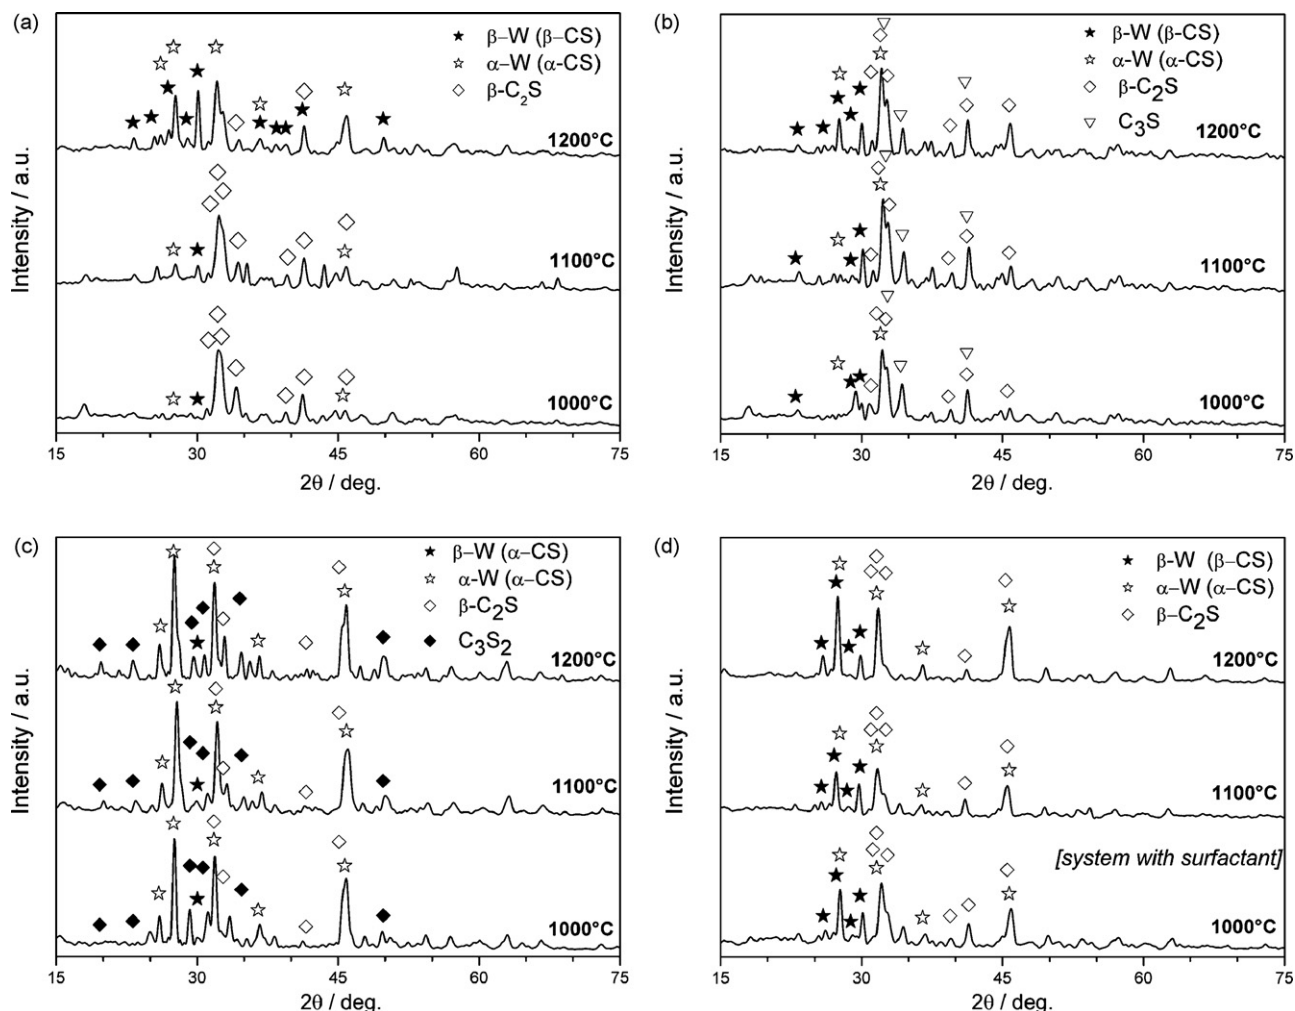 (a)
β–W (β–CS)
α–W (α-CS)
β-C₂S
1200°C
1100°C
1000°C
Intensity / a.u.
15 30 45 60 75
2θ / deg.
(b)
β-W (β-CS)
α-W (α-CS)
β-C₂S
C₃S
1200°C
1100°C
1000°C
Intensity / a.u.
15 30 45 60 75
2θ / deg.
(c)
β–W (α–CS)
α-W (α–CS)
β-C₂S
C₃S₂
1200°C
1100°C
1000°C
Intensity / a.u.
15 30 45 60 75
2θ / deg.
(d)
β-W (β–CS)
α-W (α–CS)
β–C₂S
1200°C
1100°C
[system with surfactant]
1000°C
Intensity / a.u.
15 30 45 60 75
2θ / deg.